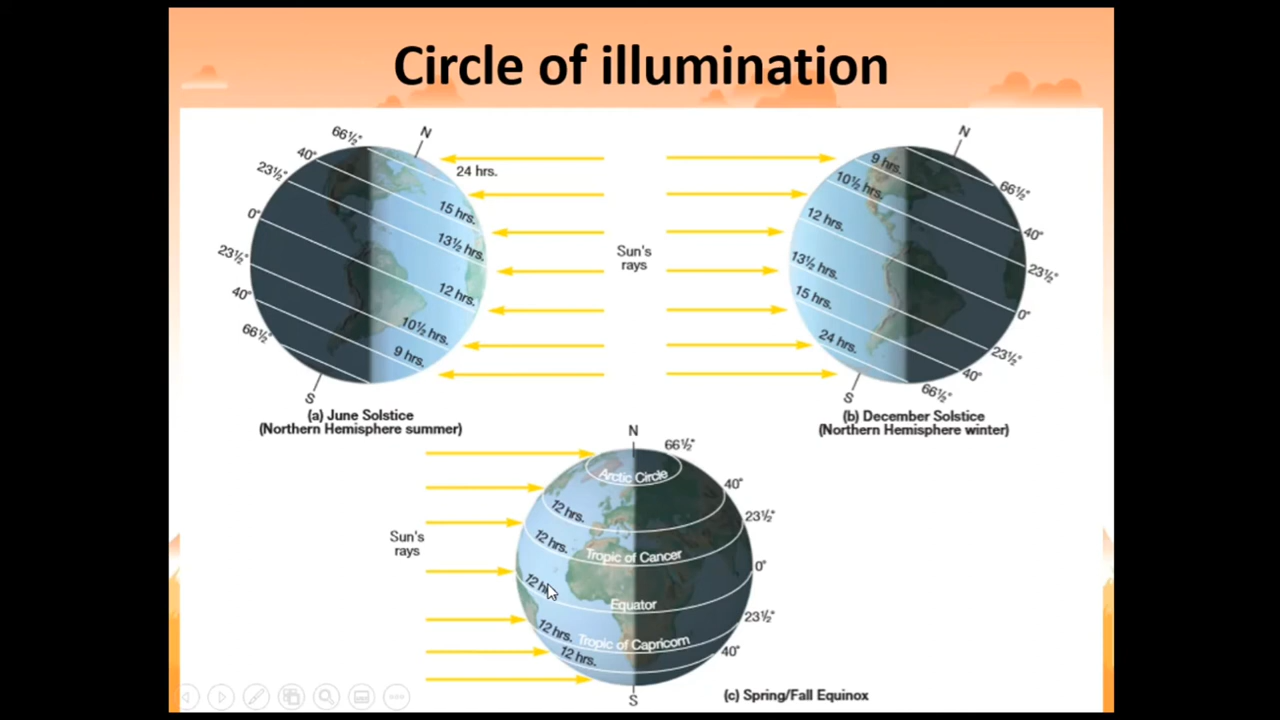 Circle of illumination
66½°
N
40°
23½°
0°
23½°
40°
66½°
S
24 hrs.
15 hrs.
13½ hrs.
12 hrs.
10½ hrs.
9 hrs.
(a) June Solstice
(Northern Hemisphere summer)
Sun's
rays
N
9 hrs.
10½ hrs.
12 hrs.
13½ hrs.
15 hrs.
24 hrs.
66½°
40°
23½°
0°
23½°
40°
66½°
S
(b) December Solstice
(Northern Hemisphere winter)
Sun's
rays
N
66½°
Arctic Circle
40°
12 hrs.
23½°
12 hrs.
Tropic of Cancer
0°
12 h
Equator
23½°
12 hrs.
Tropic of Capricorn
40°
12 hrs.
S
(c) Spring/Fall Equinox